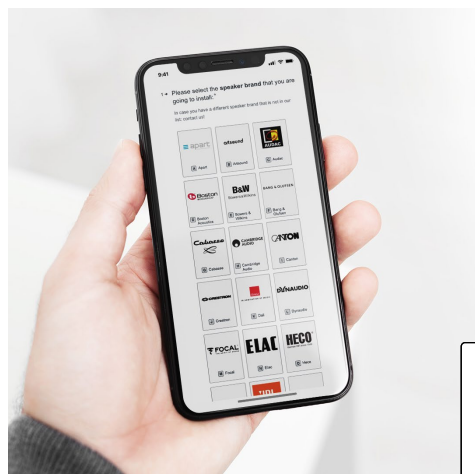 9:41
1 Please select the speaker brand that you are
going to install.*
In case you have a different speaker brand that is not in our
list, contact us!
apart
artsound
AUDAC
Apart
Artsound
Audac
Boston
B&W
Bowers & Wilkins
BANG & OLUFSEN
Boston
Acoustics
Bowers &
Wilkins
Bang &
Olufsen
Cabasse
CAMBRIDGE
AUDIO
CANTON
Cabasse
Cambridge
Audio
Canton
CRESTRON
DYNAUDIO
Crestron
Dali
Dynaudio
FOCAL
ELAC
HECO
Focal
Elac
Heco